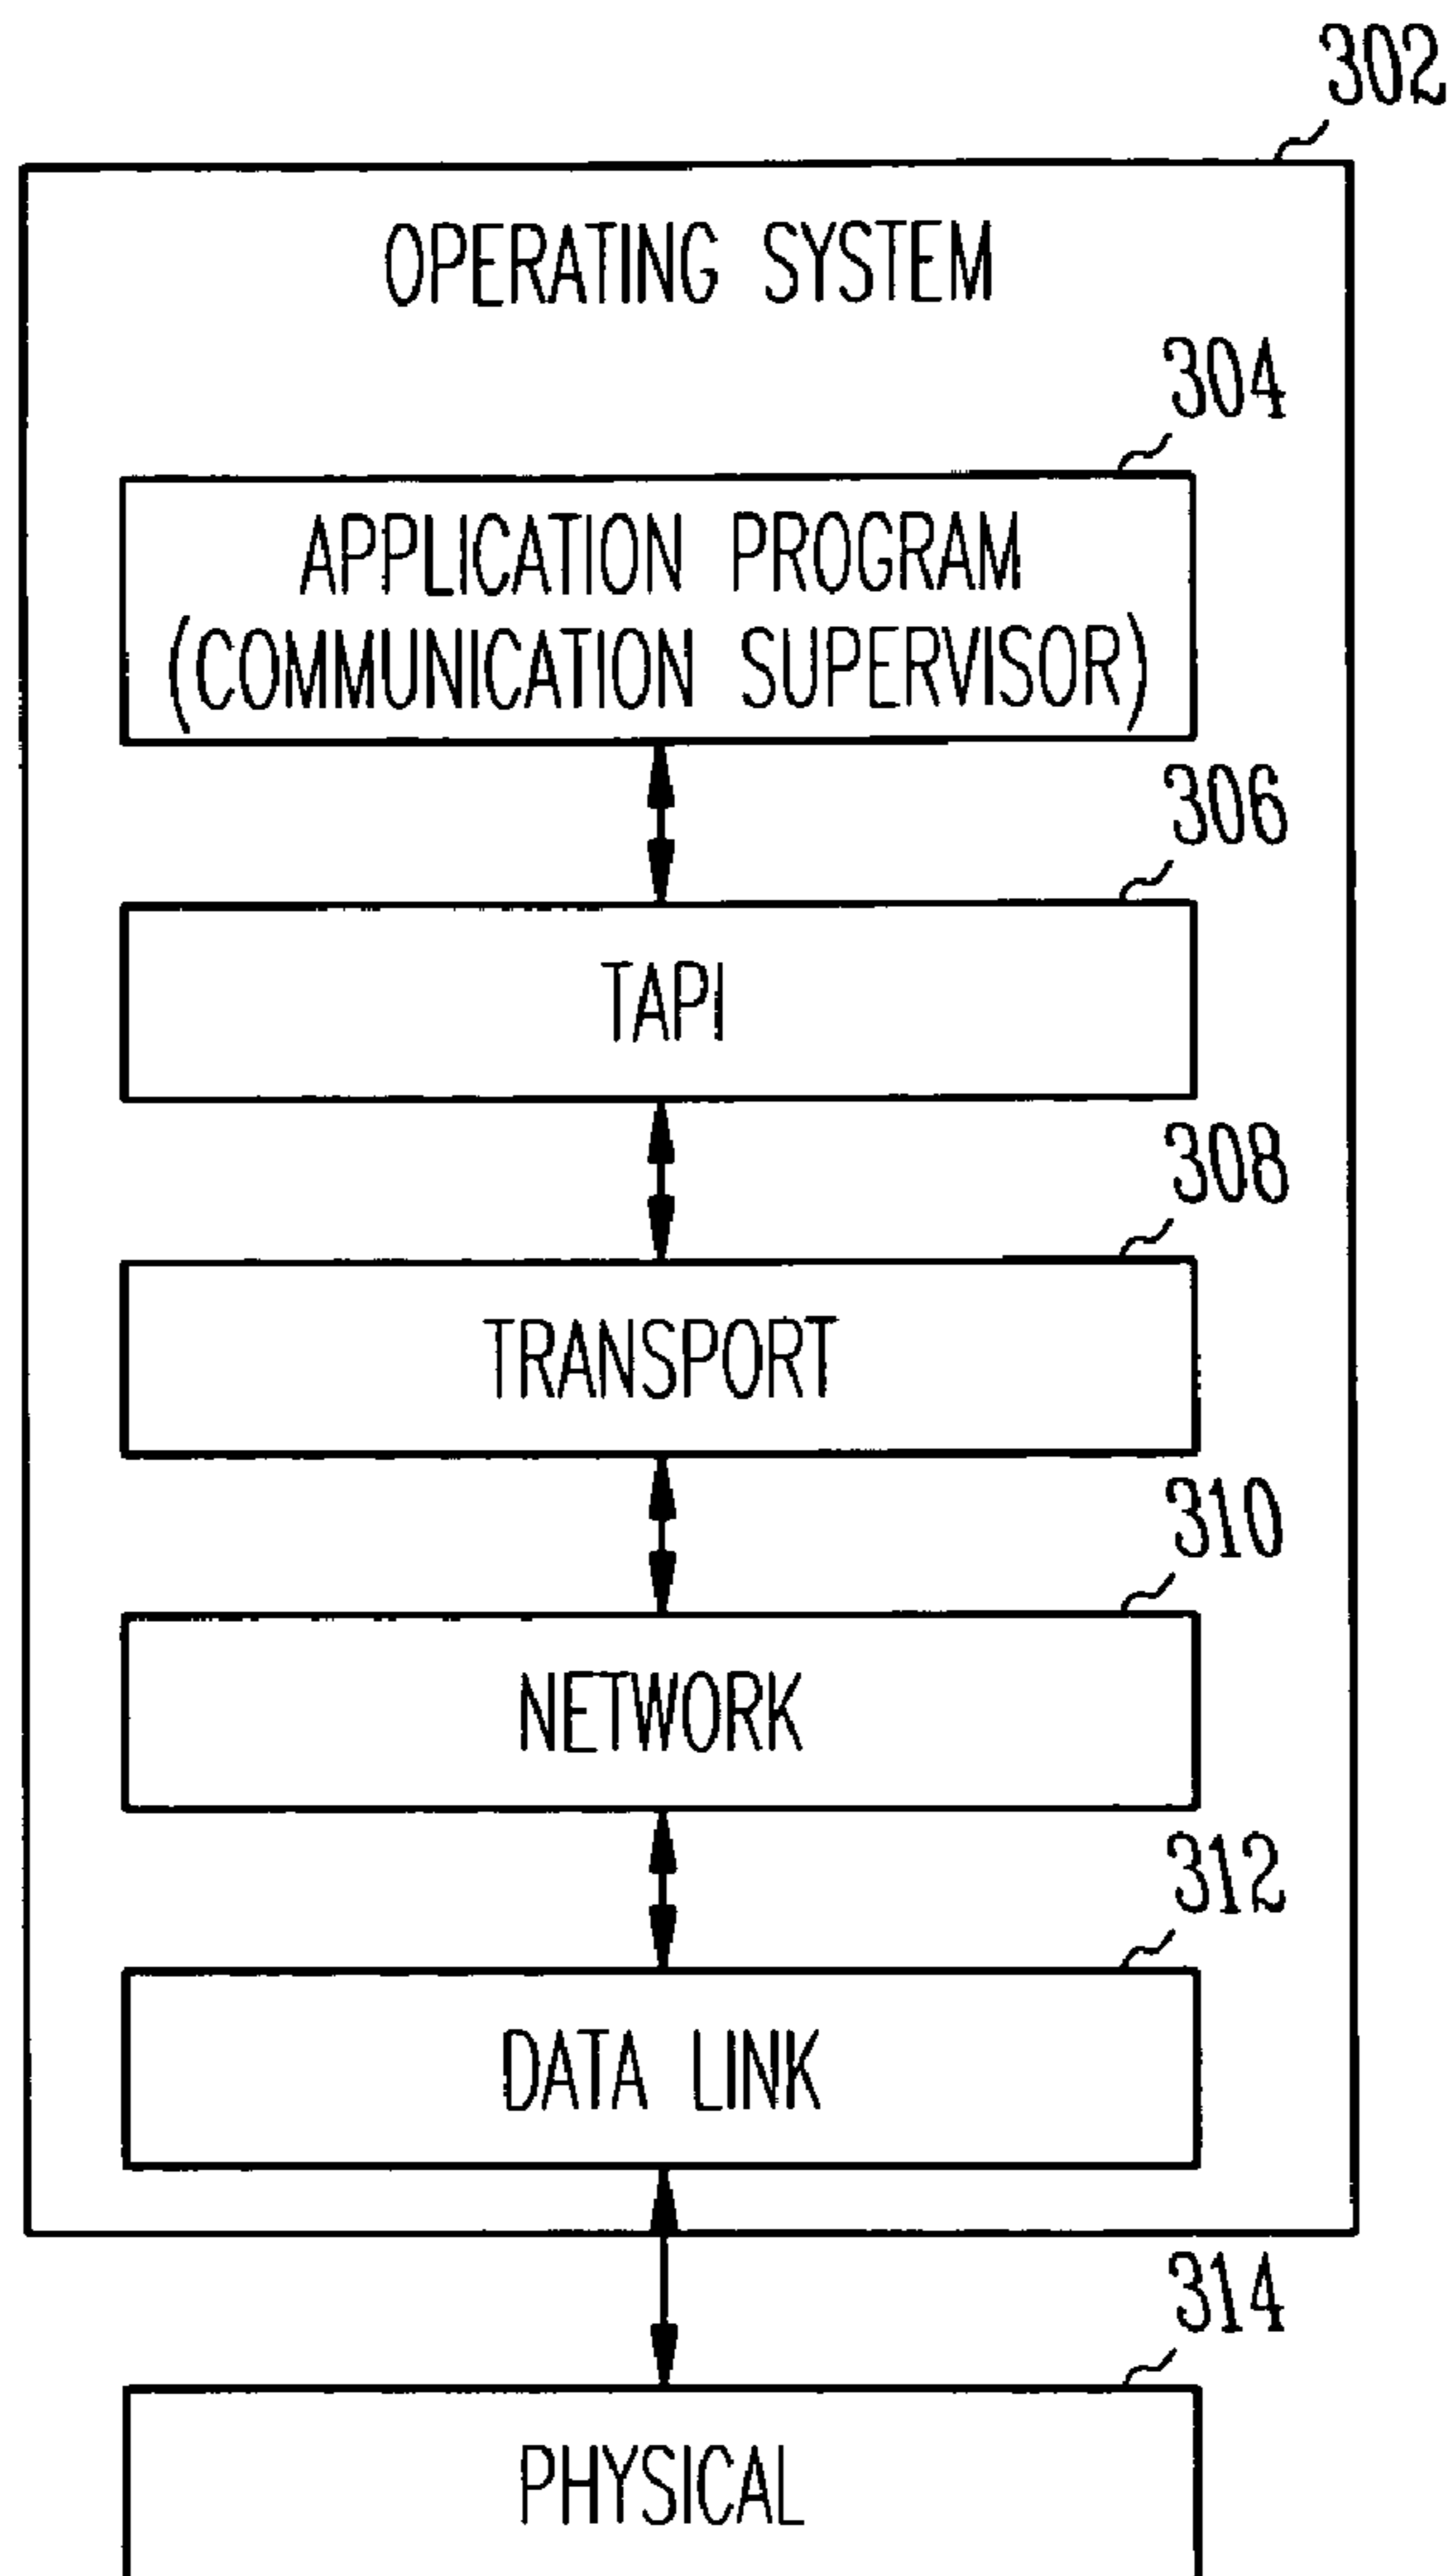 302
OPERATING SYSTEM
304
APPLICATION PROGRAM
(COMMUNICATION SUPERVISOR)
306
TAPI
308
TRANSPORT
310
NETWORK
312
DATA LINK
314
PHYSICAL